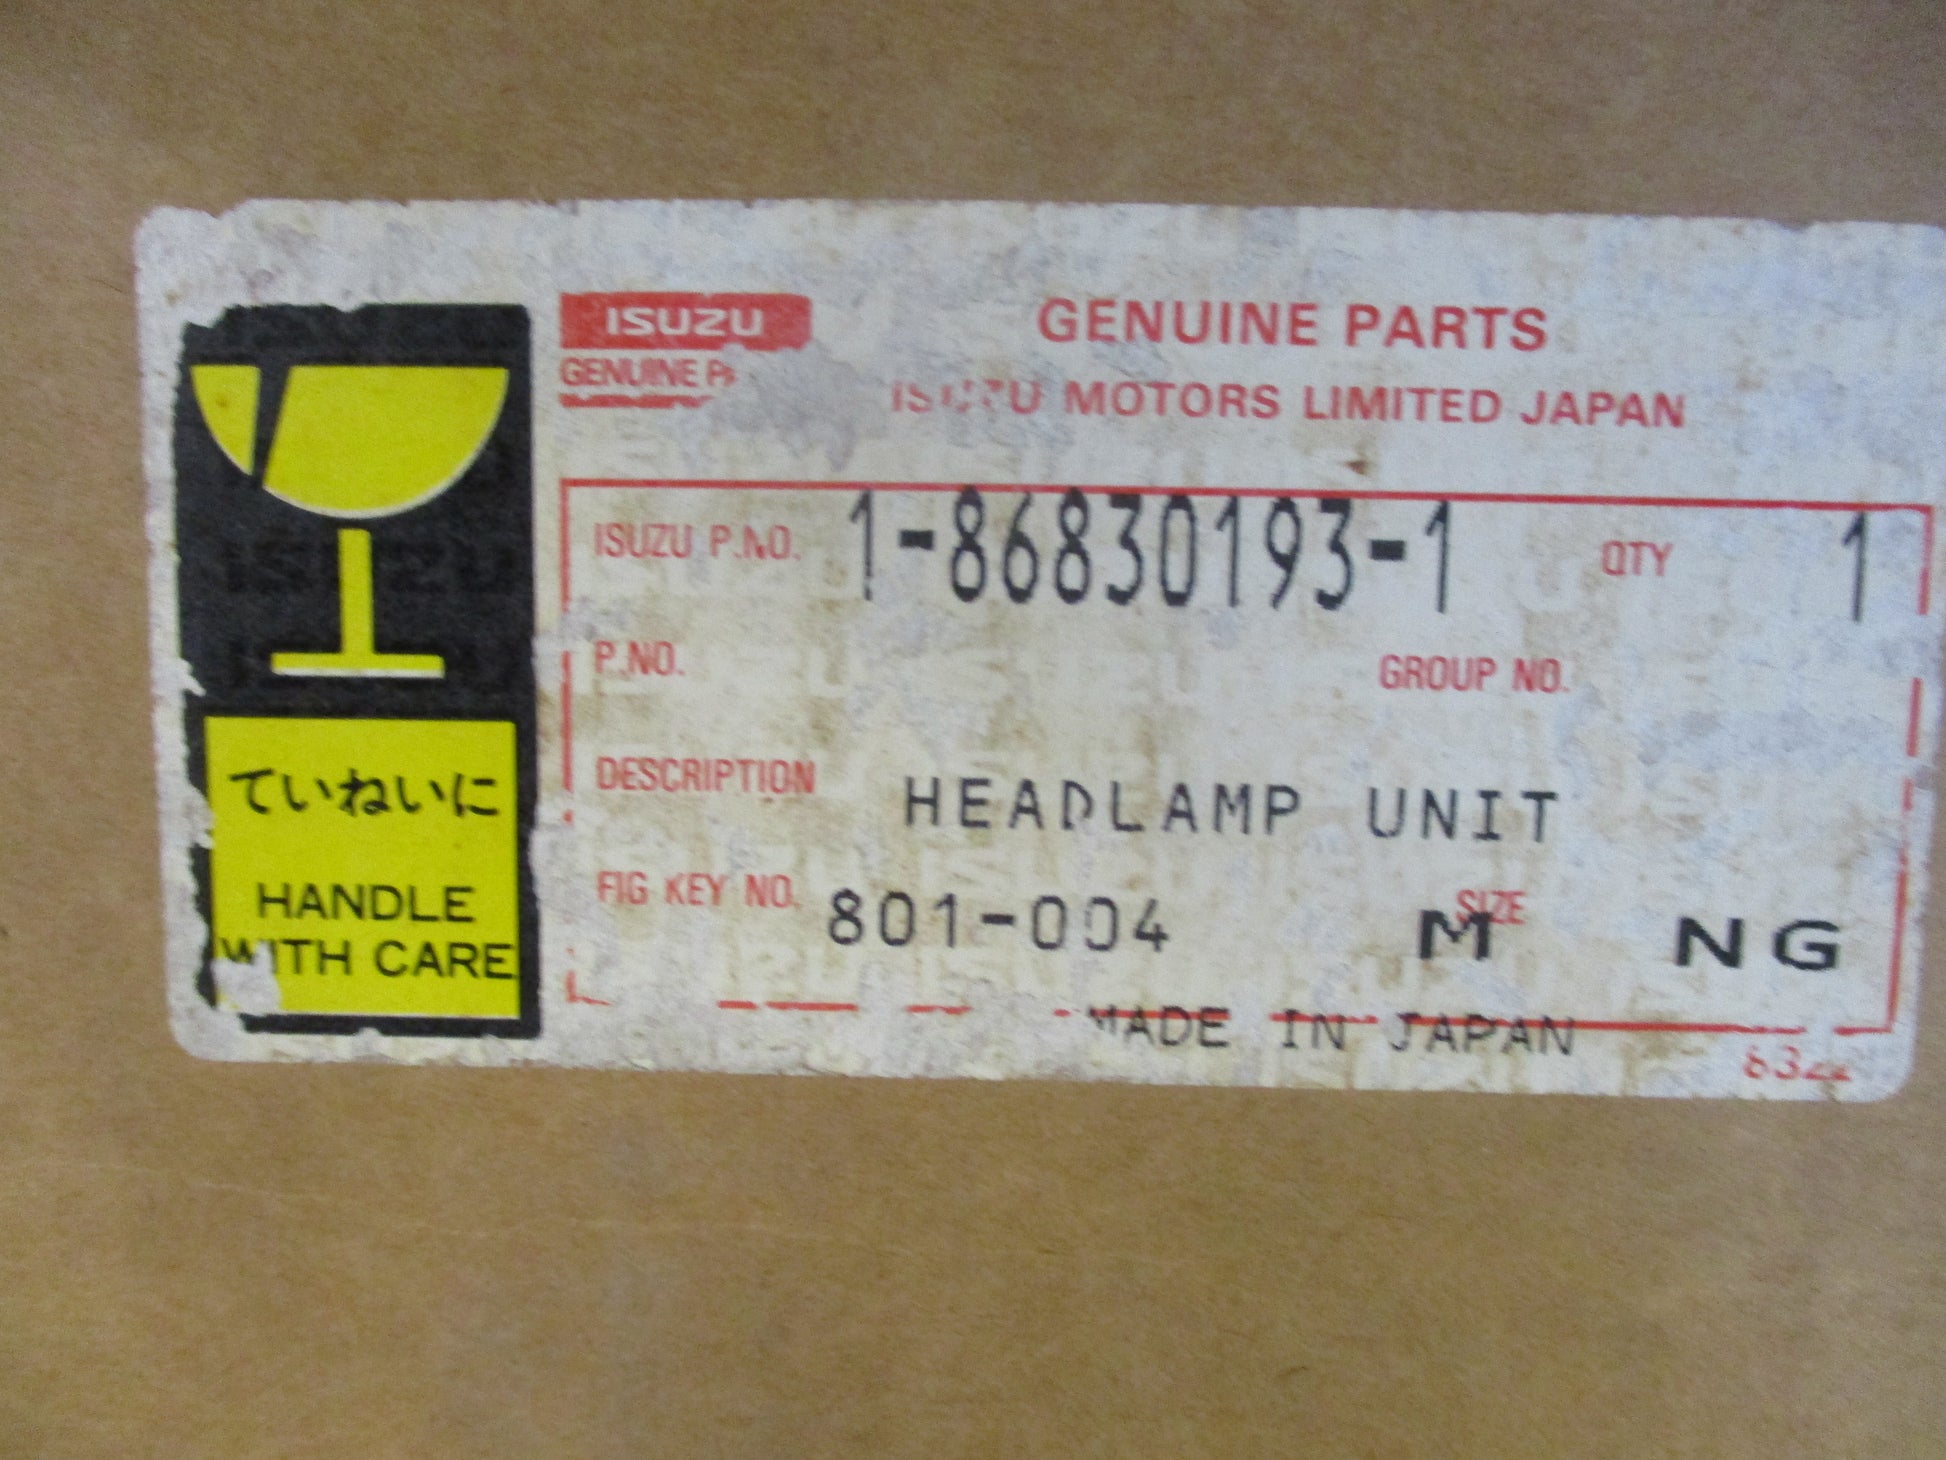 ISUZU
GENUINE
GENUINE PARTS
ISUZU MOTORS LIMITED JAPAN
ISUZU P.NO. 1-86830193-1 QTY 1
P.NO. GROUP NO.
DESCRIPTION HEADLAMP UNIT
FIG KEY NO. 801-004 SIZE M NG
MADE IN JAPAN
ていねいに
HANDLE
WITH CARE